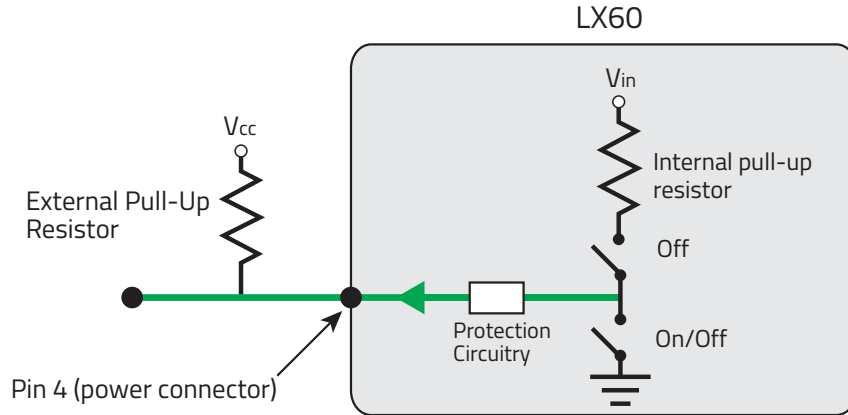 LX60
Vin
Vcc
Internal pull-up
resistor
External Pull-Up
Resistor
Off
Protection
Circuitry
On/Off
Pin 4 (power connector)